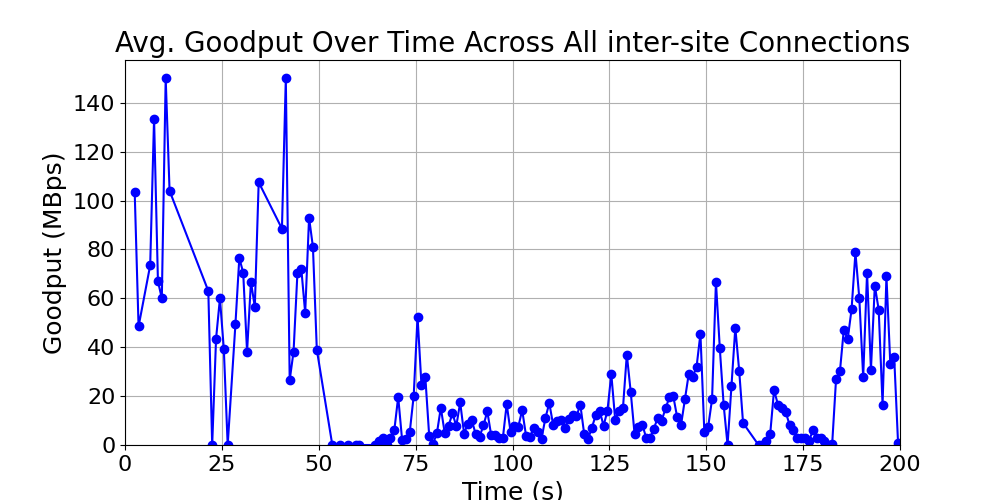 Avg. Goodput Over Time Across All inter-site Connections
Goodput (MBps)
140
120
100
80
60
40
20
0
0 25 50 75 100 125 150 175 200
Time (s)